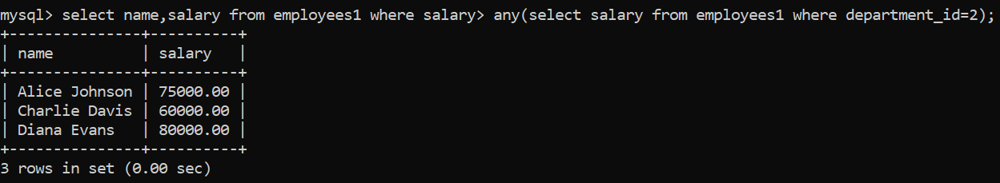 mysql> select name,salary from employees1 where salary> any(select salary from employees1 where department_id=2);
+---------------+----------+
| name          | salary   |
+---------------+----------+
| Alice Johnson | 75000.00 |
| Charlie Davis | 60000.00 |
| Diana Evans   | 80000.00 |
+---------------+----------+
3 rows in set (0.00 sec)